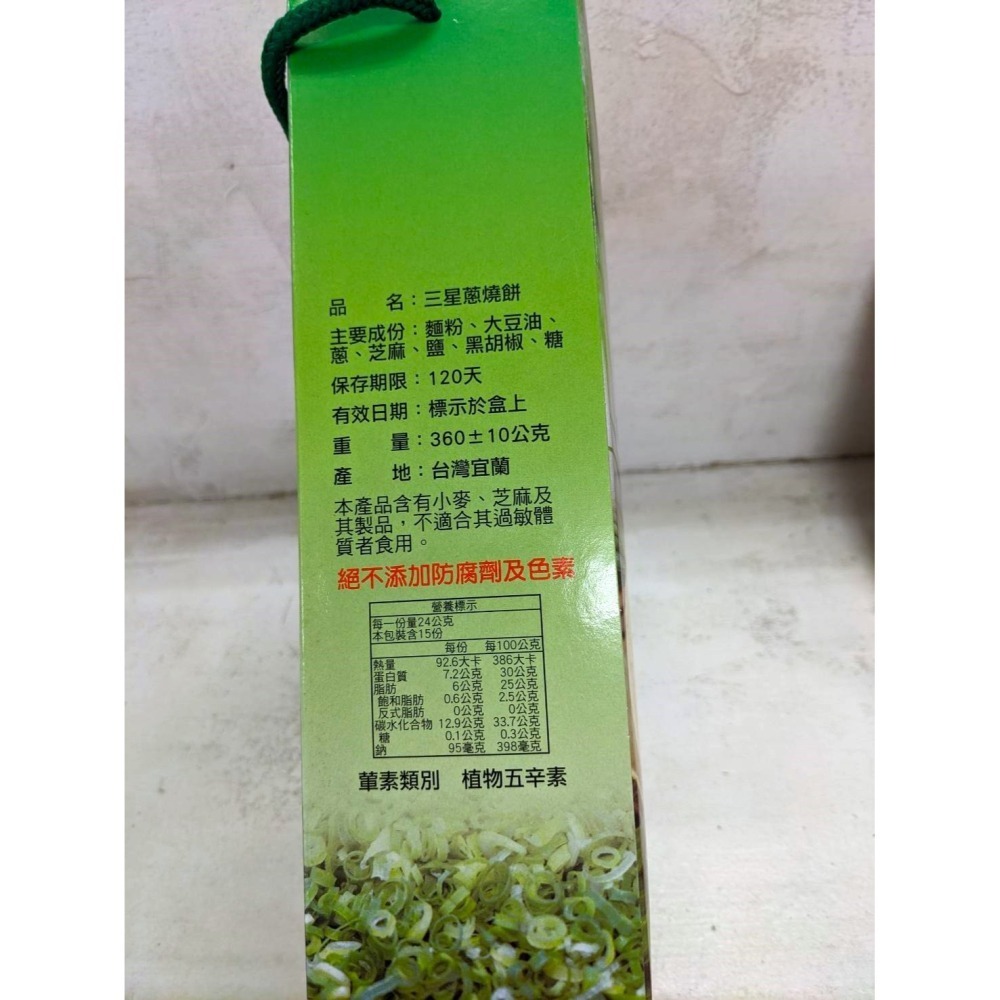 品　　名：三星蔥燒餅
主要成份：麵粉、大豆油、
蔥、芝麻、鹽、黑胡椒、糖
保存期限：120天
有效日期：標示於盒上
重　　量：360±10公克
產　　地：台灣宜蘭
本產品含有小麥、芝麻及
其製品，不適合其過敏體
質者食用。
絕不添加防腐劑及色素
營養標示
每一份量24公克
本包裝含15份
每份　每100公克
熱量　92.6大卡　386大卡
蛋白質　7.2公克　30公克
脂肪　6公克　25公克
飽和脂肪　0.6公克　2.5公克
反式脂肪　0公克　0公克
碳水化合物　12.9公克　33.7公克
糖　0.1公克　0.3公克
鈉　95毫克　398毫克
葷素類別　植物五辛素